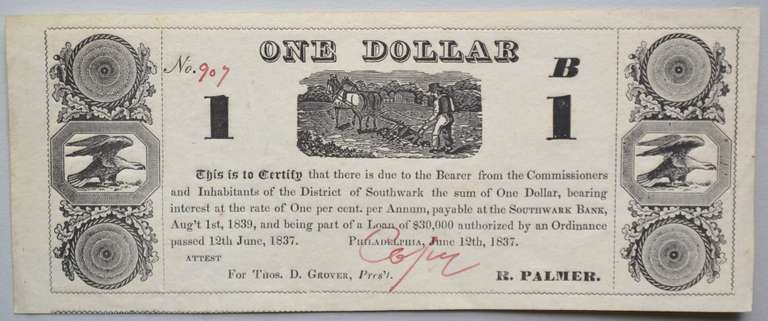 ONE DOLLAR
No. 907
B
1 1
This is to Certify that there is due to the Bearer from the Commissioners
and Inhabitants of the District of Southwark the sum of One Dollar, bearing
interest at the rate of One per cent. per Annum, payable at the SOUTHWARK BANK,
Aug't 1st, 1839, and being part of a Loan of $30,000 authorized by an Ordinance
passed 12th June, 1837. PHILADELPHIA, June 12th, 1837.
Copy
ATTEST
For THOS. D. GROVER, Pres't. R. PALMER.